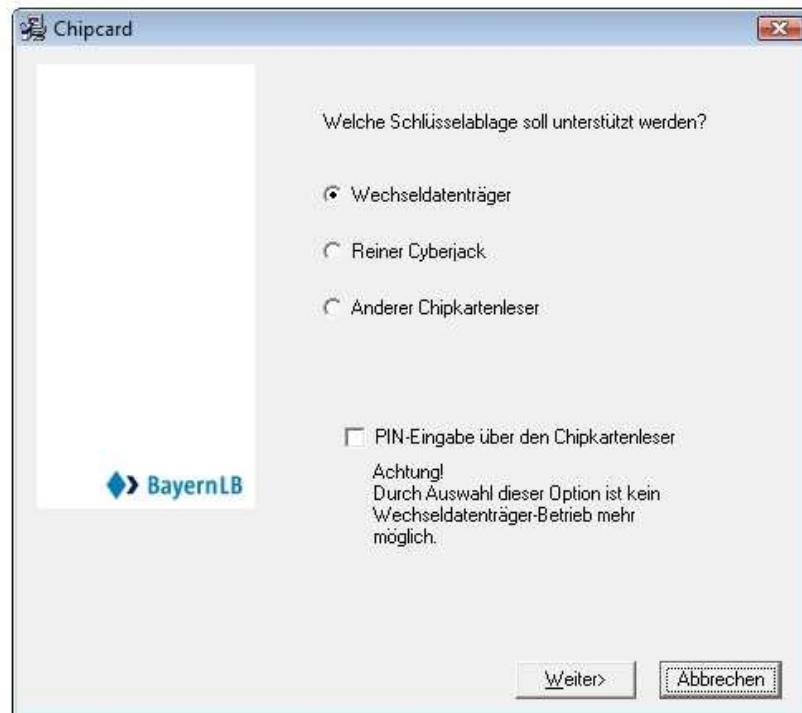 Chipcard
Welche Schlüsselablage soll unterstützt werden?
Wechseldatenträger
Reiner Cyberjack
Anderer Chipkartenleser
PIN-Eingabe über den Chipkartenleser
Achtung!
Durch Auswahl dieser Option ist kein
Wechseldatenträger-Betrieb mehr
möglich.
BayernLB
Weiter>
Abbrechen